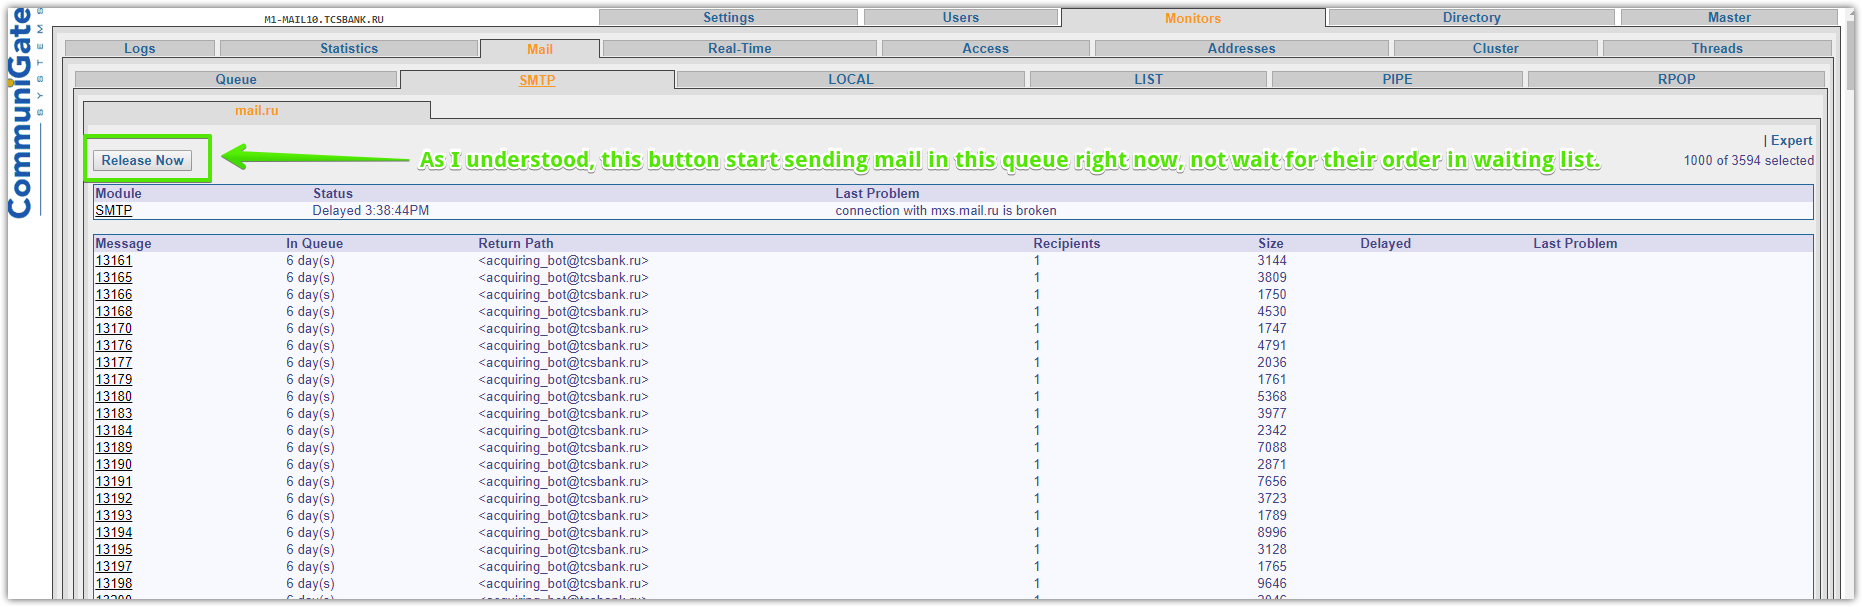 CommuniGate
SYSTEMS
M1-MAIL10.TCSBANK.RU
Settings Users Monitors Directory Master
Logs Statistics Mail Real-Time Access Addresses Cluster Threads
Queue SMTP LOCAL LIST PIPE RPOP
mail.ru
| Expert
Release Now
As I understood, this button start sending mail in this queue right now, not wait for their order in waiting list.
1000 of 3594 selected
Module Status Last Problem
SMTP Delayed 3:38:44PM connection with mxs.mail.ru is broken
Message In Queue Return Path Recipients Size Delayed Last Problem
13161 6 day(s) <acquiring_bot@tcsbank.ru> 1 3144
13165 6 day(s) <acquiring_bot@tcsbank.ru> 1 3809
13166 6 day(s) <acquiring_bot@tcsbank.ru> 1 1750
13168 6 day(s) <acquiring_bot@tcsbank.ru> 1 4530
13170 6 day(s) <acquiring_bot@tcsbank.ru> 1 1747
13176 6 day(s) <acquiring_bot@tcsbank.ru> 1 4791
13177 6 day(s) <acquiring_bot@tcsbank.ru> 1 2036
13179 6 day(s) <acquiring_bot@tcsbank.ru> 1 1761
13180 6 day(s) <acquiring_bot@tcsbank.ru> 1 5368
13183 6 day(s) <acquiring_bot@tcsbank.ru> 1 3977
13184 6 day(s) <acquiring_bot@tcsbank.ru> 1 2342
13189 6 day(s) <acquiring_bot@tcsbank.ru> 1 7088
13190 6 day(s) <acquiring_bot@tcsbank.ru> 1 2871
13191 6 day(s) <acquiring_bot@tcsbank.ru> 1 7656
13192 6 day(s) <acquiring_bot@tcsbank.ru> 1 3723
13193 6 day(s) <acquiring_bot@tcsbank.ru> 1 1789
13194 6 day(s) <acquiring_bot@tcsbank.ru> 1 8996
13195 6 day(s) <acquiring_bot@tcsbank.ru> 1 3128
13197 6 day(s) <acquiring_bot@tcsbank.ru> 1 1765
13198 6 day(s) <acquiring_bot@tcsbank.ru> 1 9646
6 day(s) <acquiring_bot@tcsbank.ru> 1